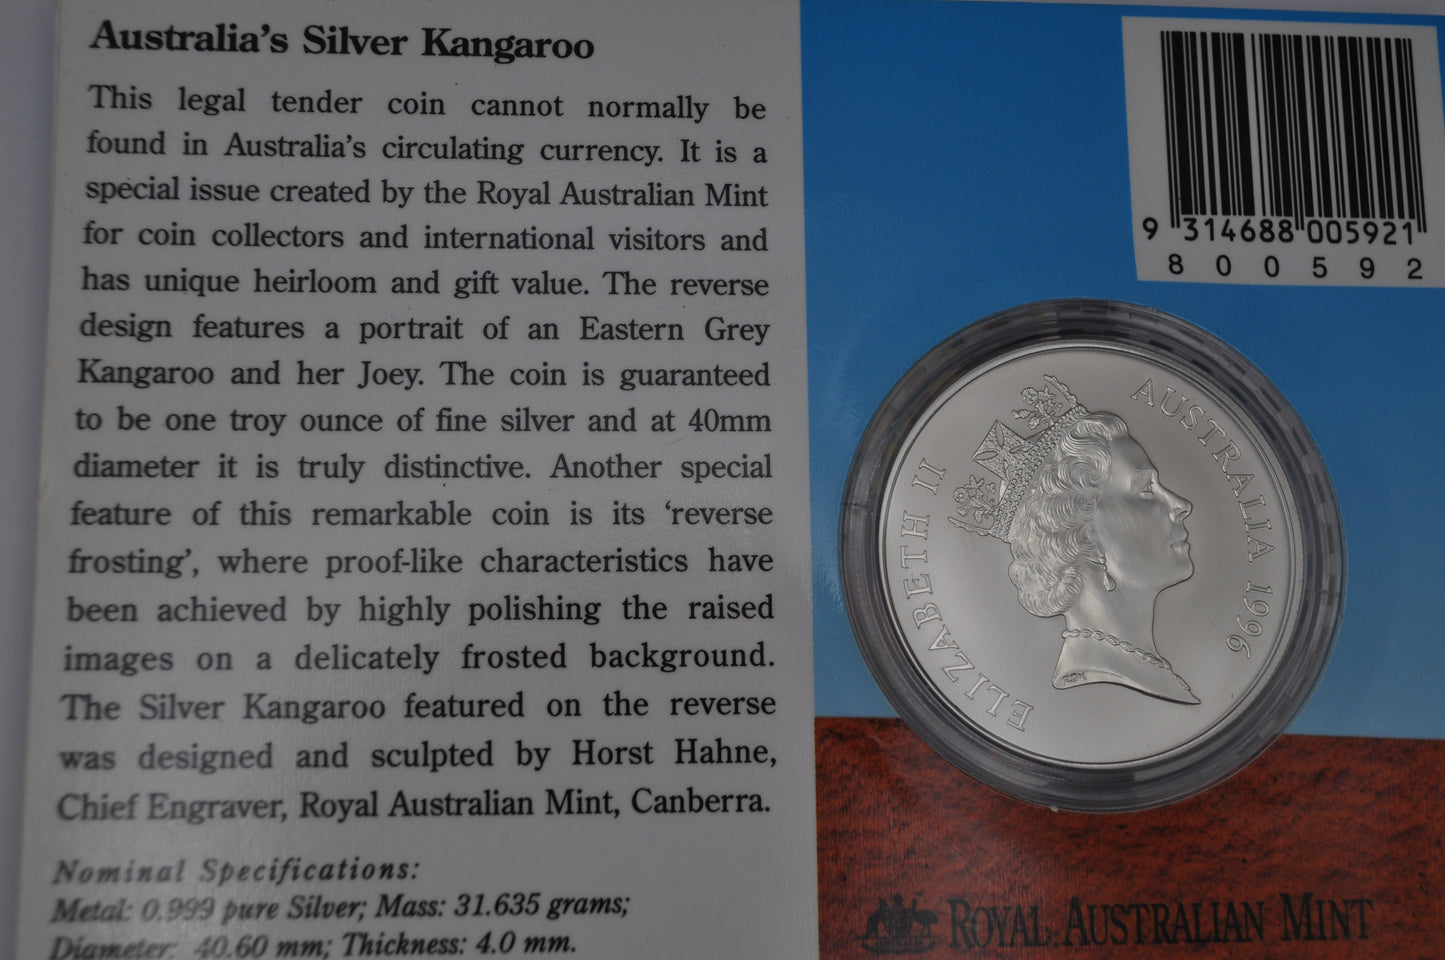 Australia's Silver Kangaroo
This legal tender coin cannot normally be
found in Australia's circulating currency. It is a
special issue created by the Royal Australian Mint
for coin collectors and international visitors and
has unique heirloom and gift value. The reverse
design features a portrait of an Eastern Grey
Kangaroo and her Joey. The coin is guaranteed
to be one troy ounce of fine silver and at 40mm
diameter it is truly distinctive. Another special
feature of this remarkable coin is its 'reverse
frosting', where proof-like characteristics have
been achieved by highly polishing the raised
images on a delicately frosted background.
The Silver Kangaroo featured on the reverse
was designed and sculpted by Horst Hahne,
Chief Engraver, Royal Australian Mint, Canberra.
Nominal Specifications:
Metal: 0.999 pure Silver; Mass: 31.635 grams;
Diameter: 40.60 mm; Thickness: 4.0 mm.
9 314688 005921
800592
ELIZABETH II
AUSTRALIA 1996
RDM
ROYAL AUSTRALIAN MINT